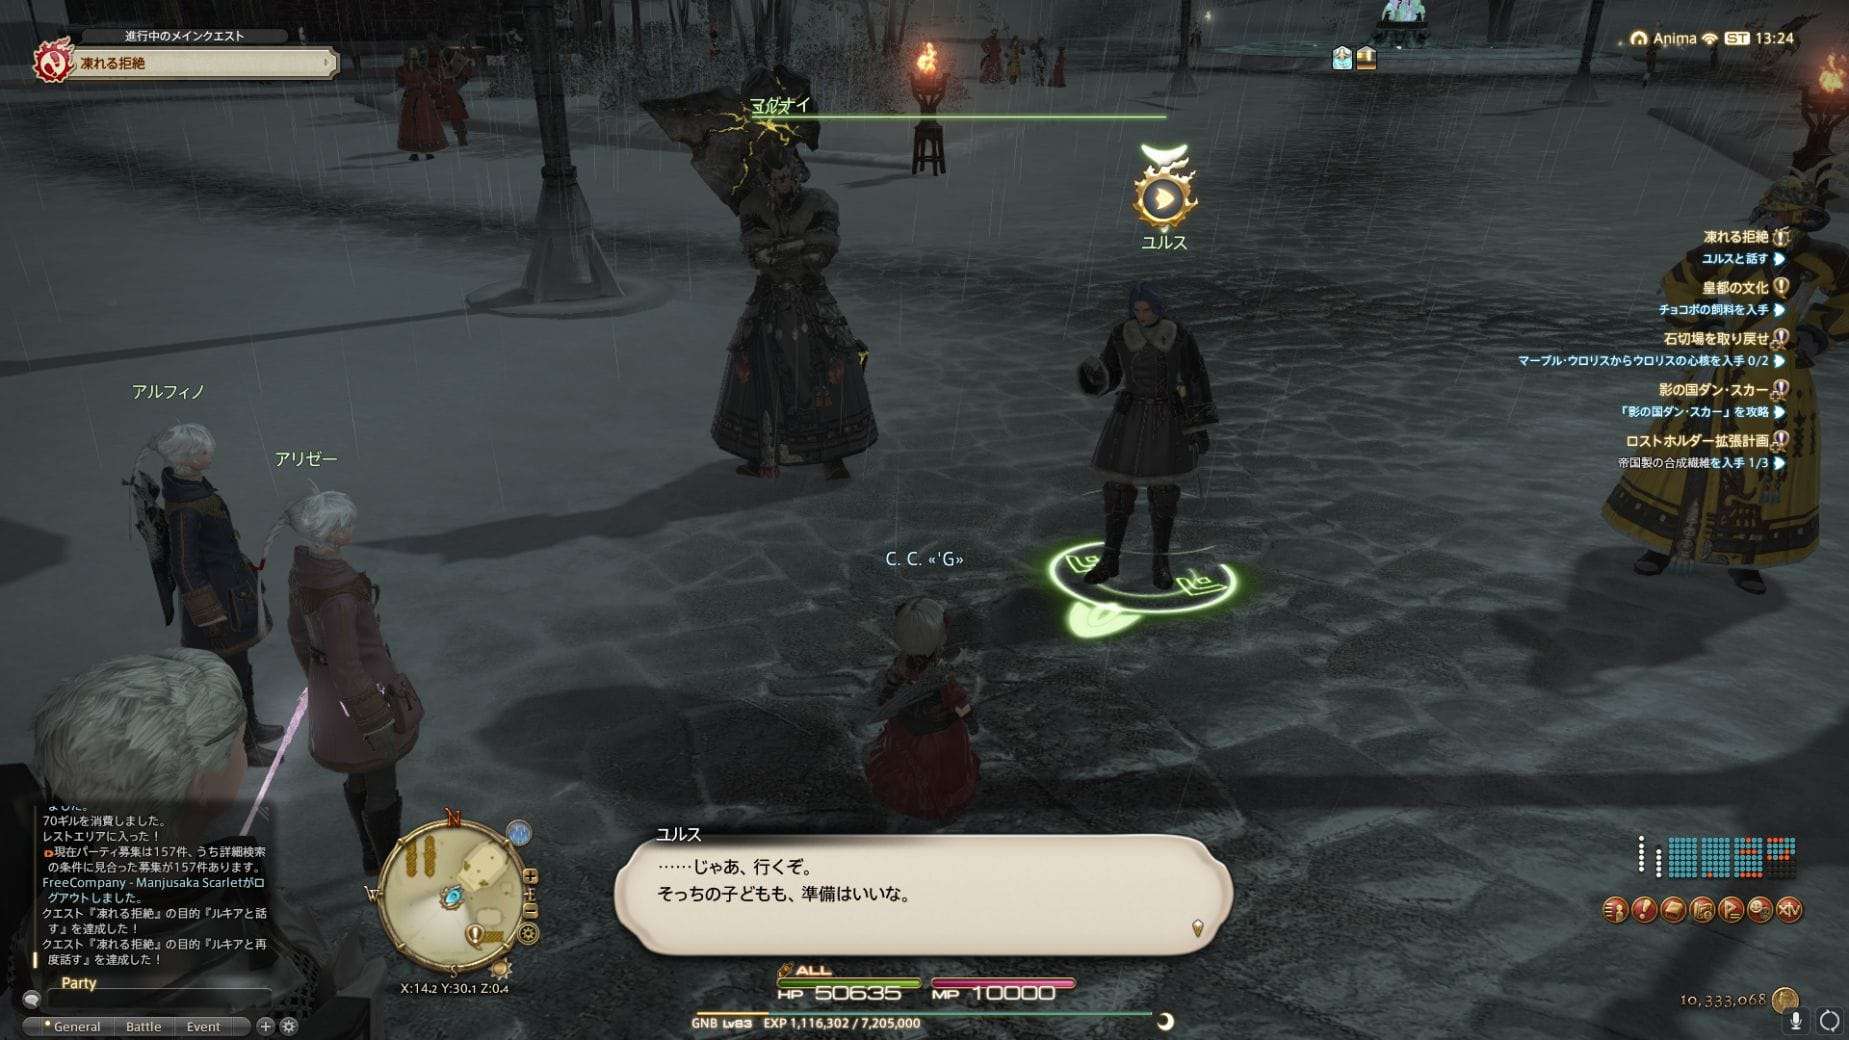 進行中のメインクエスト
凍れる拒絶
Anima
ST 13:24
マグナイ
ユルス
アルフィノ
アリゼー
C. C. «'G»
凍れる拒絶
ユルスと話す
皇都の文化
チョコボの飼料を入手
石切場を取り戻せ
マーブル・ウロリスからウロリスの心核を入手 0/2
影の国ダン・スカー
「影の国ダン・スカー」を攻略
ロストホルダー拡張計画
帝国製の合成繊維を入手 1/3
ました。
70ギルを消費しました。
レストエリアに入った！
現在パーティ募集は157件、うち詳細検索
の条件に見合った募集が157件あります。
FreeCompany - Manjusaka Scarletがロ
グアウトしました。
クエスト『凍れる拒絶』の目的『ルキアと話
す』を達成した！
クエスト『凍れる拒絶』の目的『ルキアと再
度話す』を達成した！
Party
General Battle Event
N
W
S
X:14.2 Y:30.1 Z:0.4
ユルス
……じゃあ、行くぞ。
そっちの子どもも、準備はいいな。
ALL
HP 50635 MP 10000
GNB Lv83 EXP 1,116,302 / 7,205,000
XIV
10,333,068